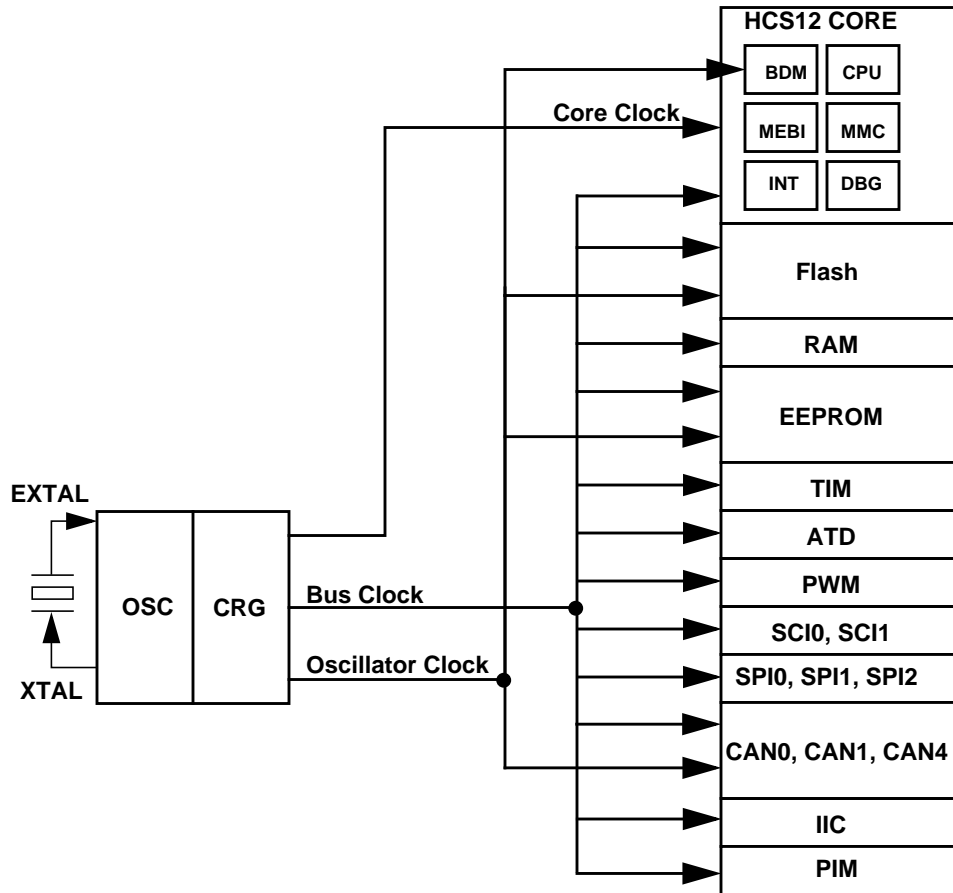 HCS12 CORE
BDM
CPU
Core Clock
MEBI
MMC
INT
DBG
Flash
RAM
EEPROM
TIM
EXTAL
ATD
PWM
OSC
CRG
Bus Clock
SCI0, SCI1
Oscillator Clock
XTAL
SPI0, SPI1, SPI2
CAN0, CAN1, CAN4
IIC
PIM